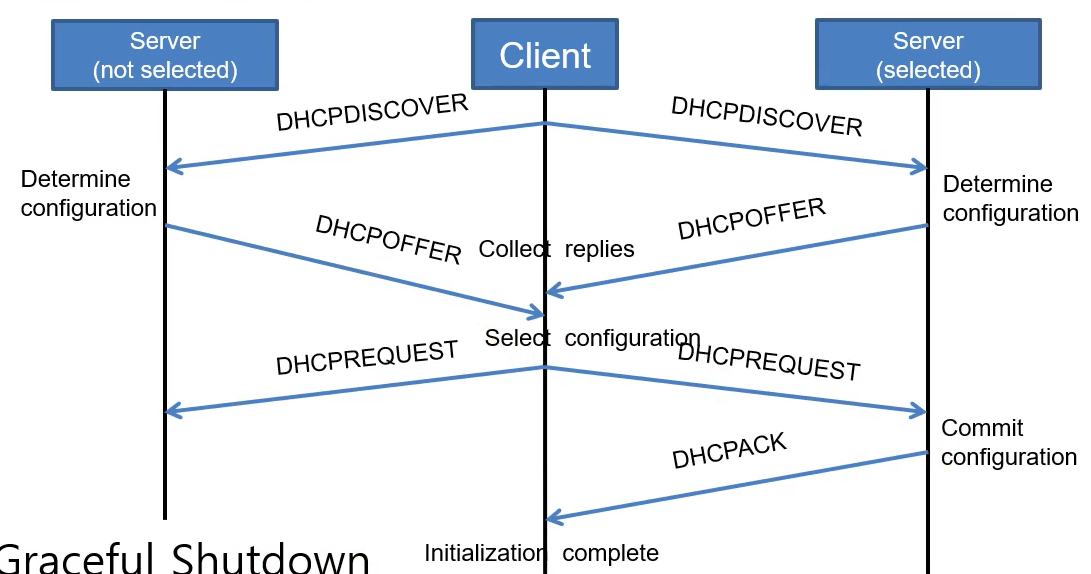 Server
(not selected)
Client
Server
(selected)
DHCPDISCOVER
DHCPDISCOVER
Determine
configuration
Determine
configuration
DHCPOFFER
DHCPOFFER
Collect replies
Select configuration
DHCPREQUEST
DHCPREQUEST
Commit
configuration
DHCPACK
Initialization complete
Graceful Shutdown